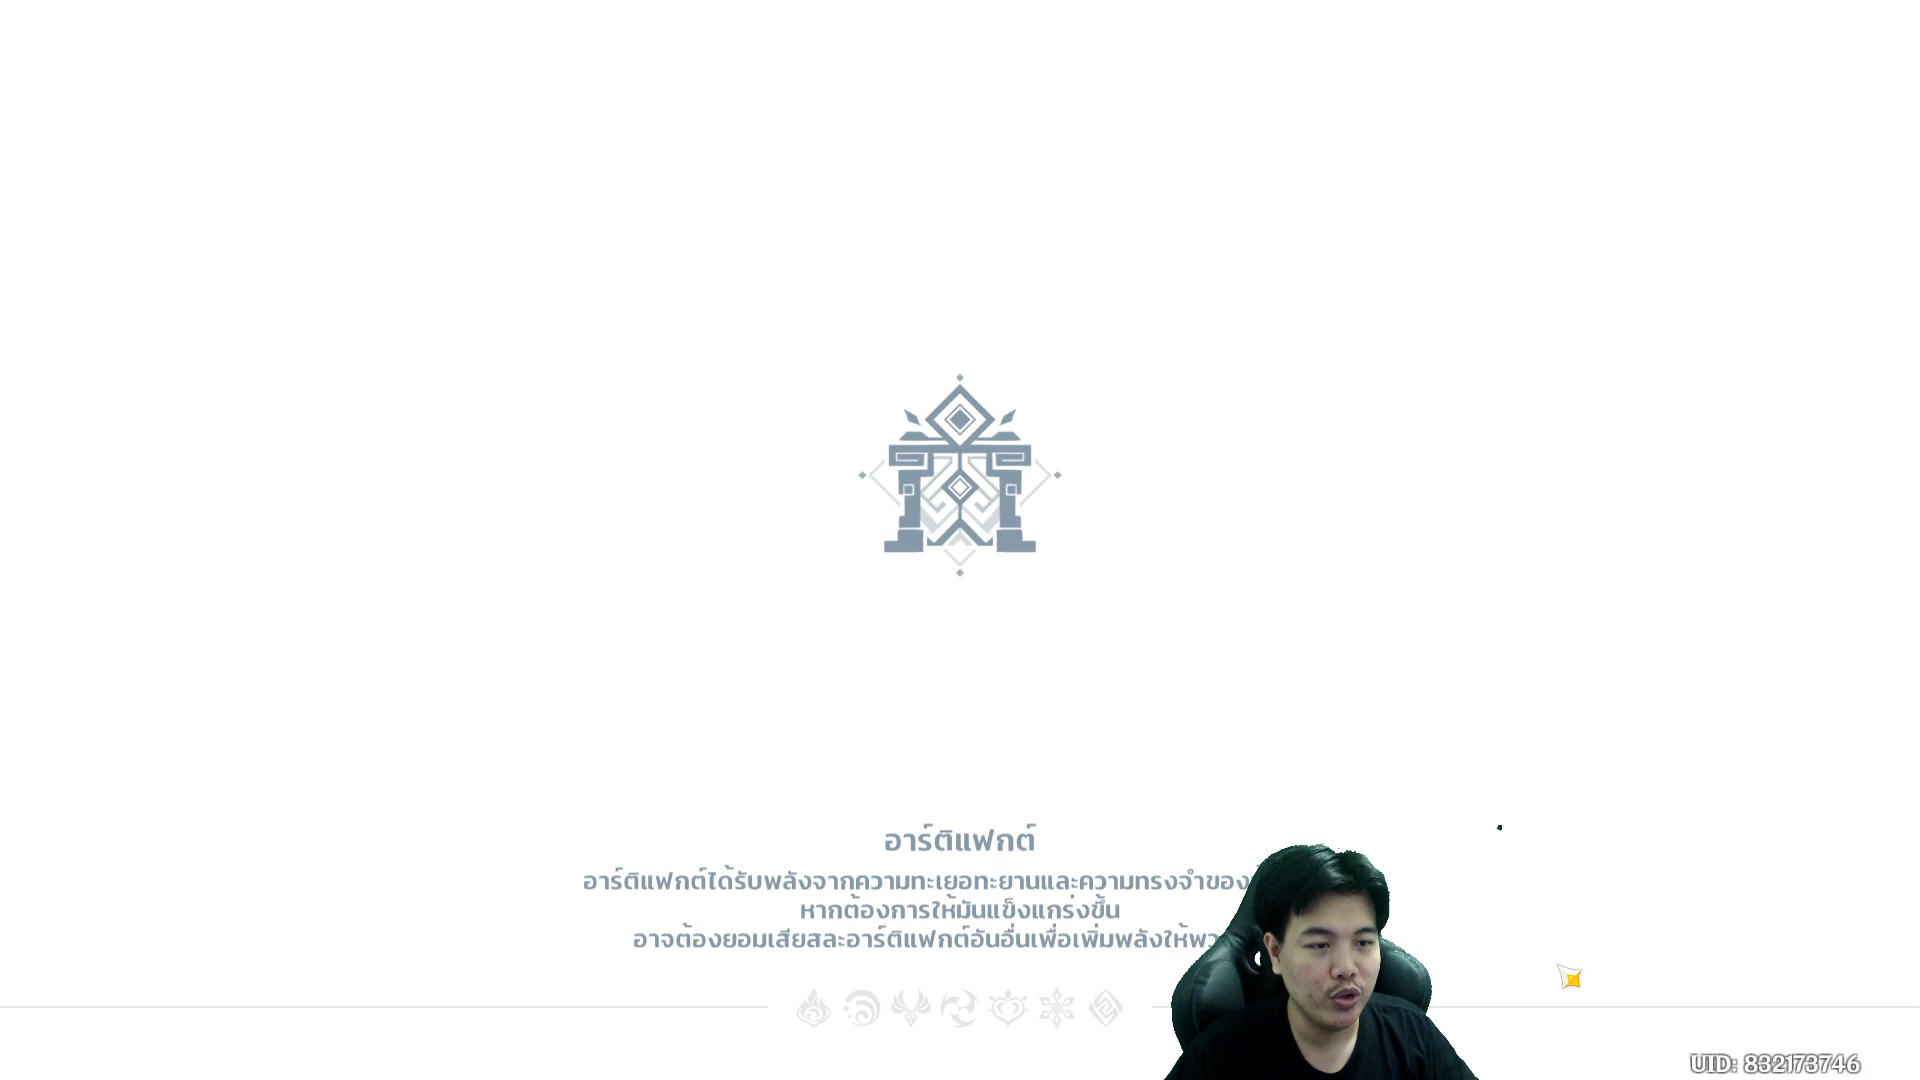 อาร์ติแฟกต์
อาร์ติแฟกต์ได้รับพลังจากความทะเยอทะยานและความทรงจำของ
หากต้องการให้มันแข็งแกร่งขึ้น
อาจต้องยอมเสียสละอาร์ติแฟกต์อันอื่นเพื่อเพิ่มพลังให้
UID: 832173746